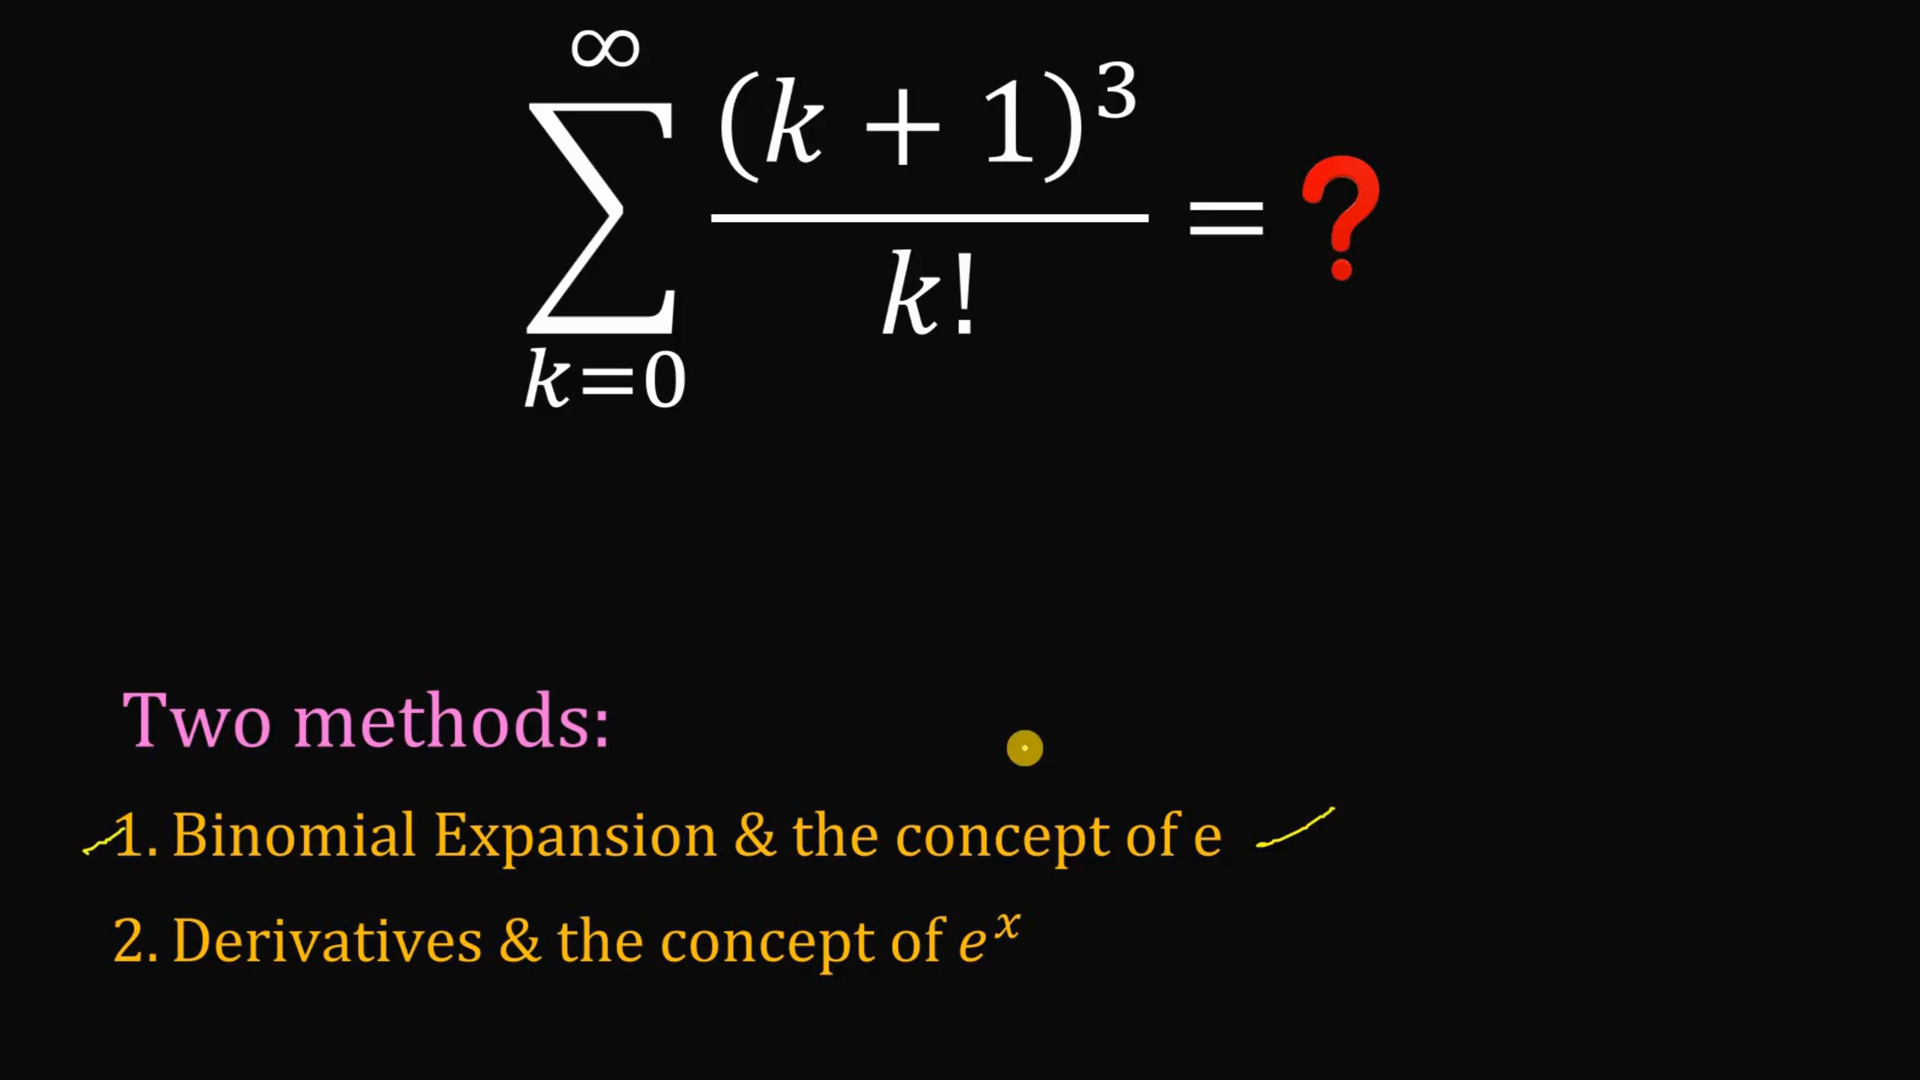 ∞
∑ (k + 1)³ / k! = ?
k=0
Two methods:
1. Binomial Expansion & the concept of e
2. Derivatives & the concept of eˣ